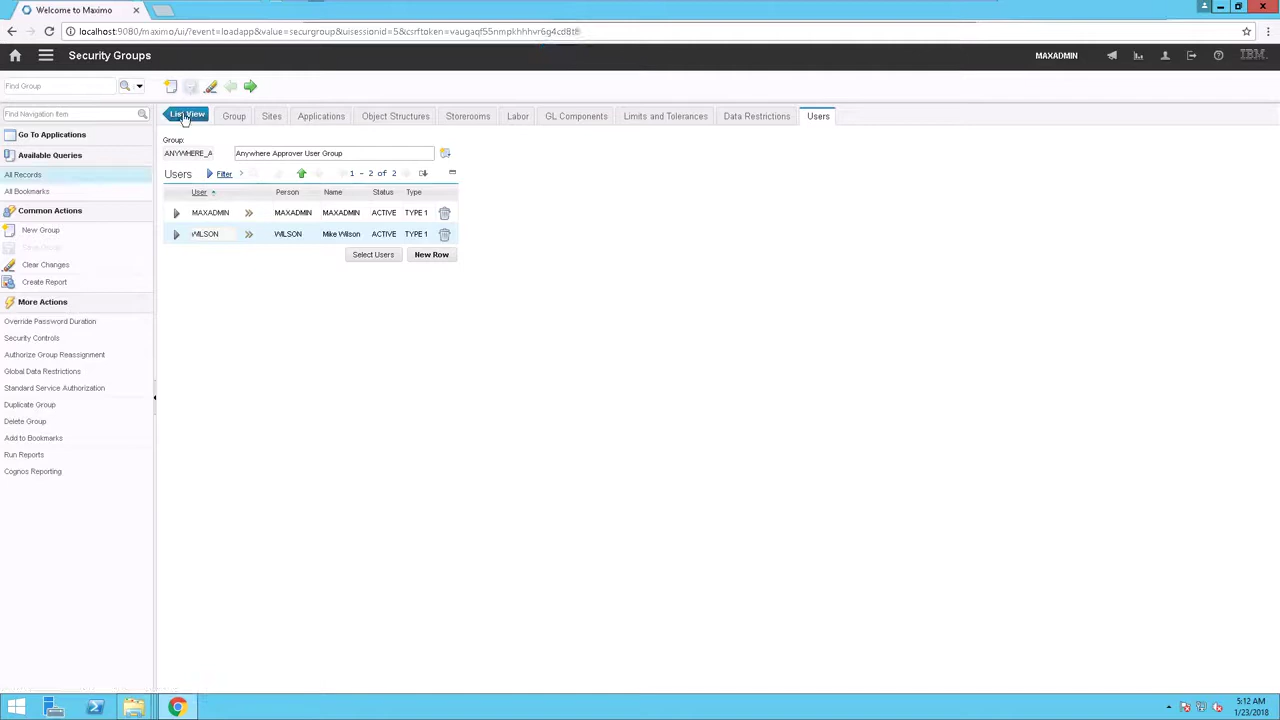 Welcome to Maximo
localhost:9080/maximo/ui/?event=loadapp&value=securgroup&uisessionid=5&csrftoken=vaugaqf55nmpkhhhvr6g4cd8t8
Security Groups
MAXADMIN
IBM
Find Group
Find Navigation Item
Go To Applications
Available Queries
All Records
All Bookmarks
Common Actions
New Group
Save Group
Clear Changes
Create Report
More Actions
Override Password Duration
Security Controls
Authorize Group Reassignment
Global Data Restrictions
Standard Service Authorization
Duplicate Group
Delete Group
Add to Bookmarks
Run Reports
Cognos Reporting
List View Group Sites Applications Object Structures Storerooms Labor GL Components Limits and Tolerances Data Restrictions Users
Group:
ANYWHERE_A Anywhere Approver User Group
Users Filter 1 - 2 of 2
User Person Name Status Type
MAXADMIN MAXADMIN MAXADMIN ACTIVE TYPE 1
WILSON WILSON Mike Wilson ACTIVE TYPE 1
Select Users New Row
5:12 AM
1/23/2018